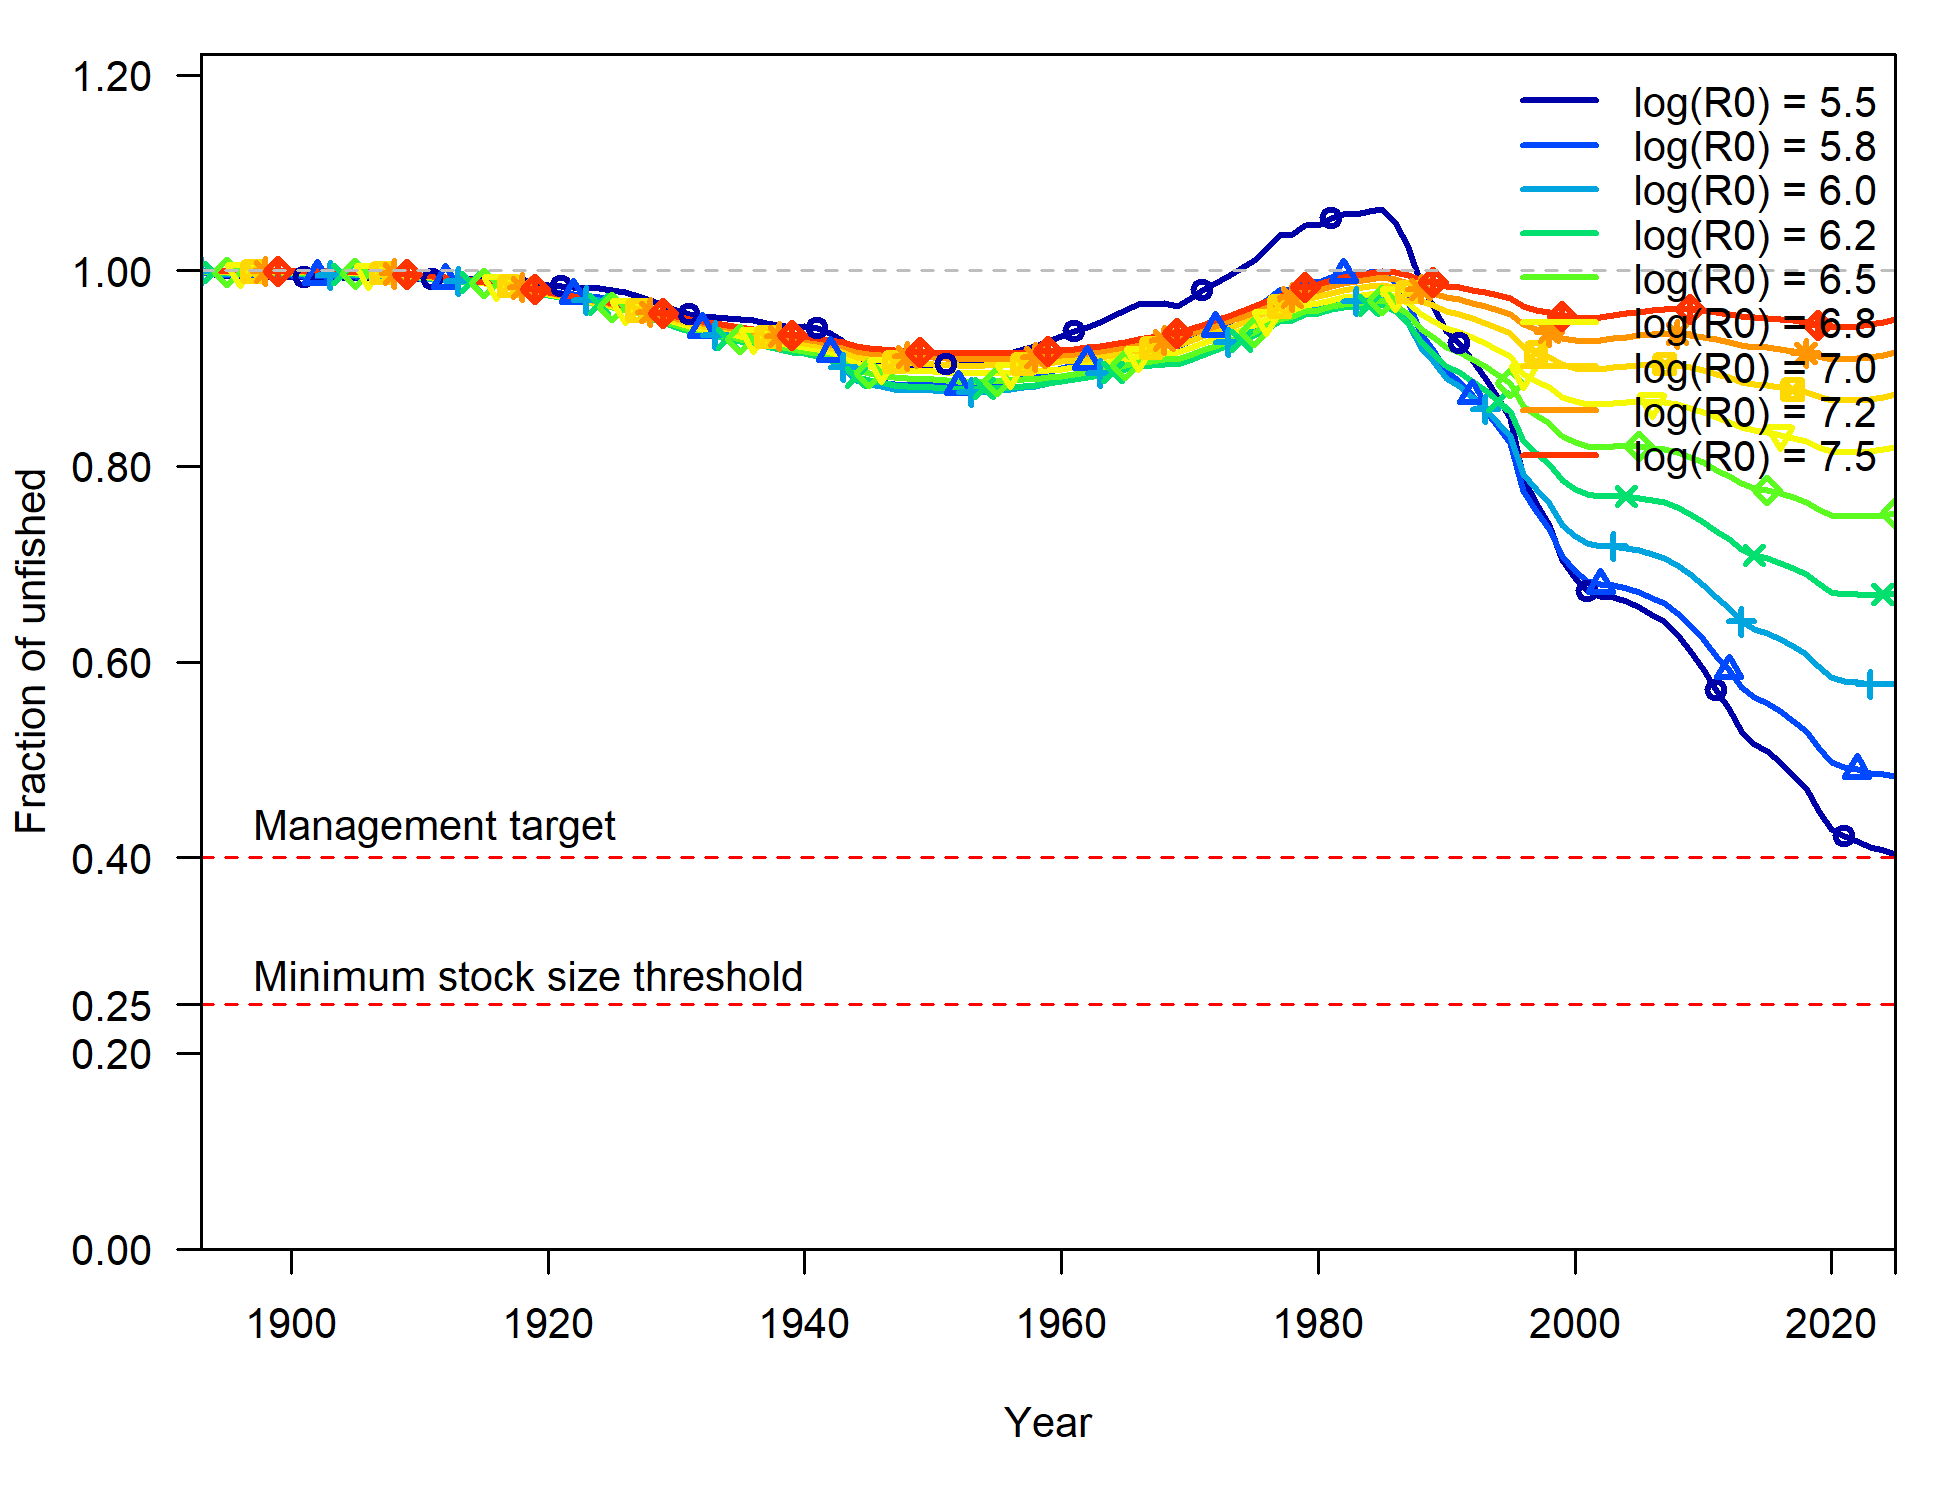 1.20
1.00
0.80
0.60
0.40
0.25
0.20
0.00
Fraction of unfished
log(R0) = 5.5
log(R0) = 5.8
log(R0) = 6.0
log(R0) = 6.2
log(R0) = 6.5
log(R0) = 6.8
log(R0) = 7.0
log(R0) = 7.2
log(R0) = 7.5
Management target
Minimum stock size threshold
1900 1920 1940 1960 1980 2000 2020
Year